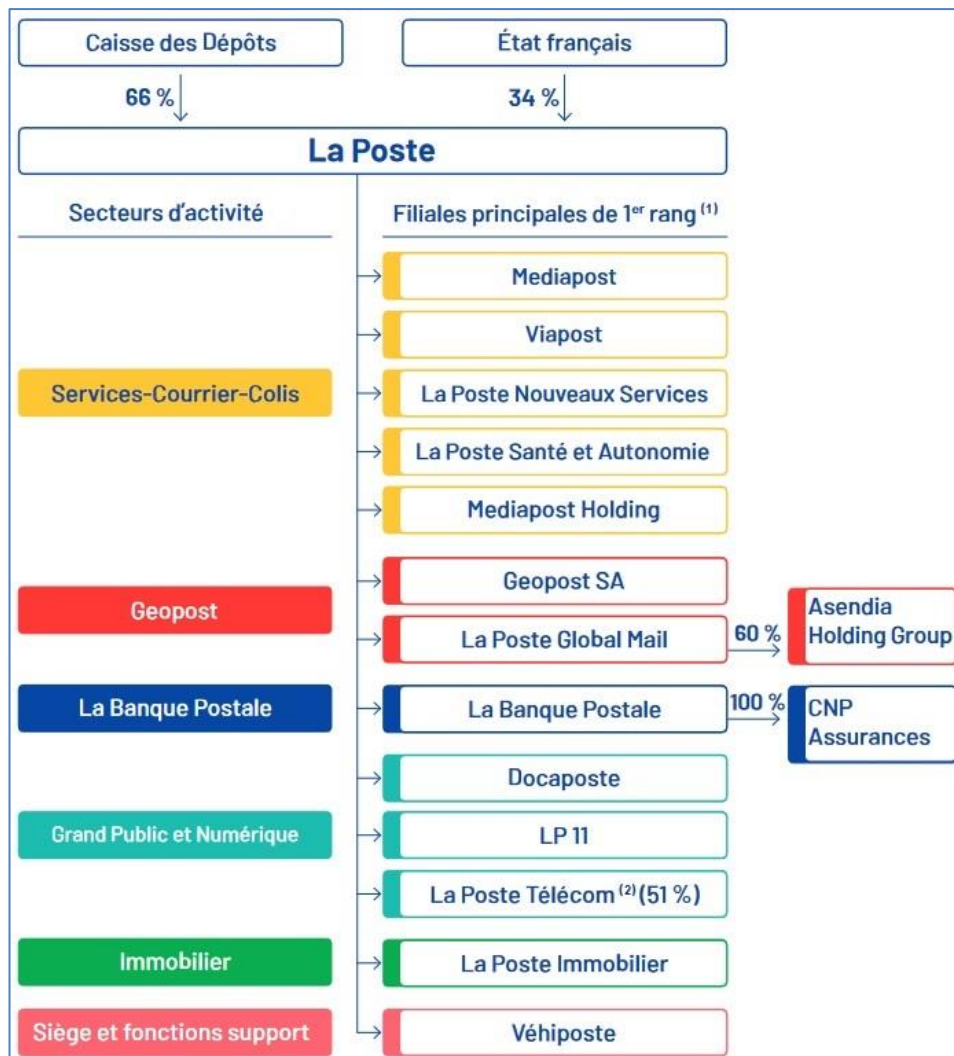 Caisse des Dépôts
État français
66 %
34 %
La Poste
Secteurs d'activité
Filiales principales de 1er rang (1)
Mediapost
Viapost
Services-Courrier-Colis
La Poste Nouveaux Services
La Poste Santé et Autonomie
Mediapost Holding
Geopost
Geopost SA
La Poste Global Mail
60 %
Asendia
Holding Group
La Banque Postale
La Banque Postale
100 %
CNP
Assurances
Docaposte
Grand Public et Numérique
LP 11
La Poste Télécom (2) (51 %)
Immobilier
La Poste Immobilier
Siège et fonctions support
Véhiposte